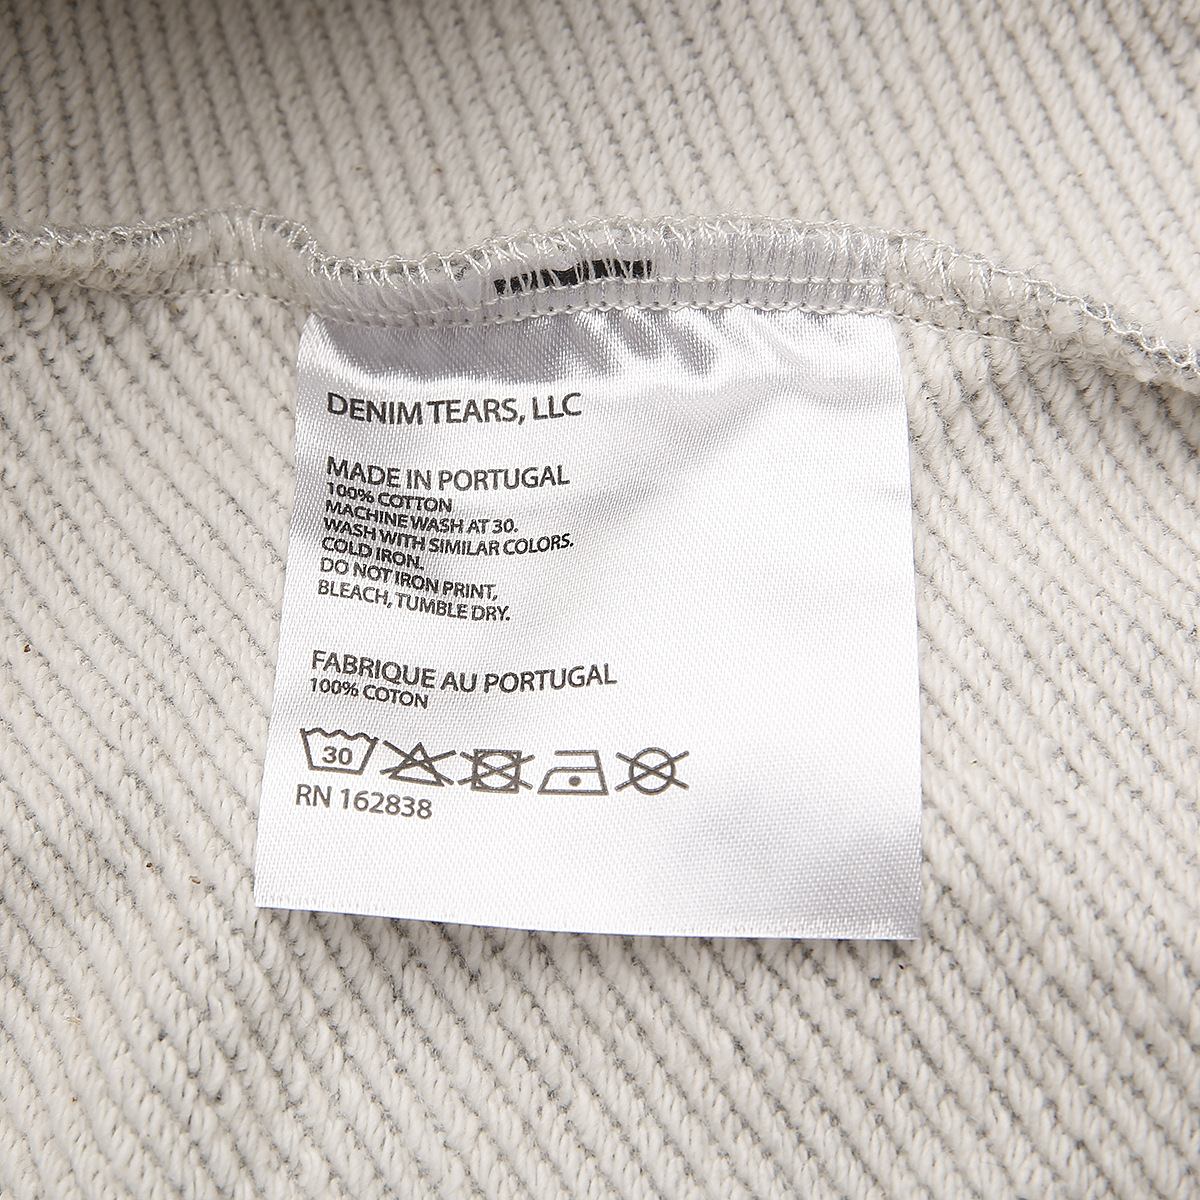 DENIM TEARS, LLC
MADE IN PORTUGAL
100% COTTON
MACHINE WASH AT 30.
WASH WITH SIMILAR COLORS.
COLD IRON.
DO NOT IRON PRINT,
BLEACH, TUMBLE DRY.
FABRIQUE AU PORTUGAL
100% COTON
30
RN 162838